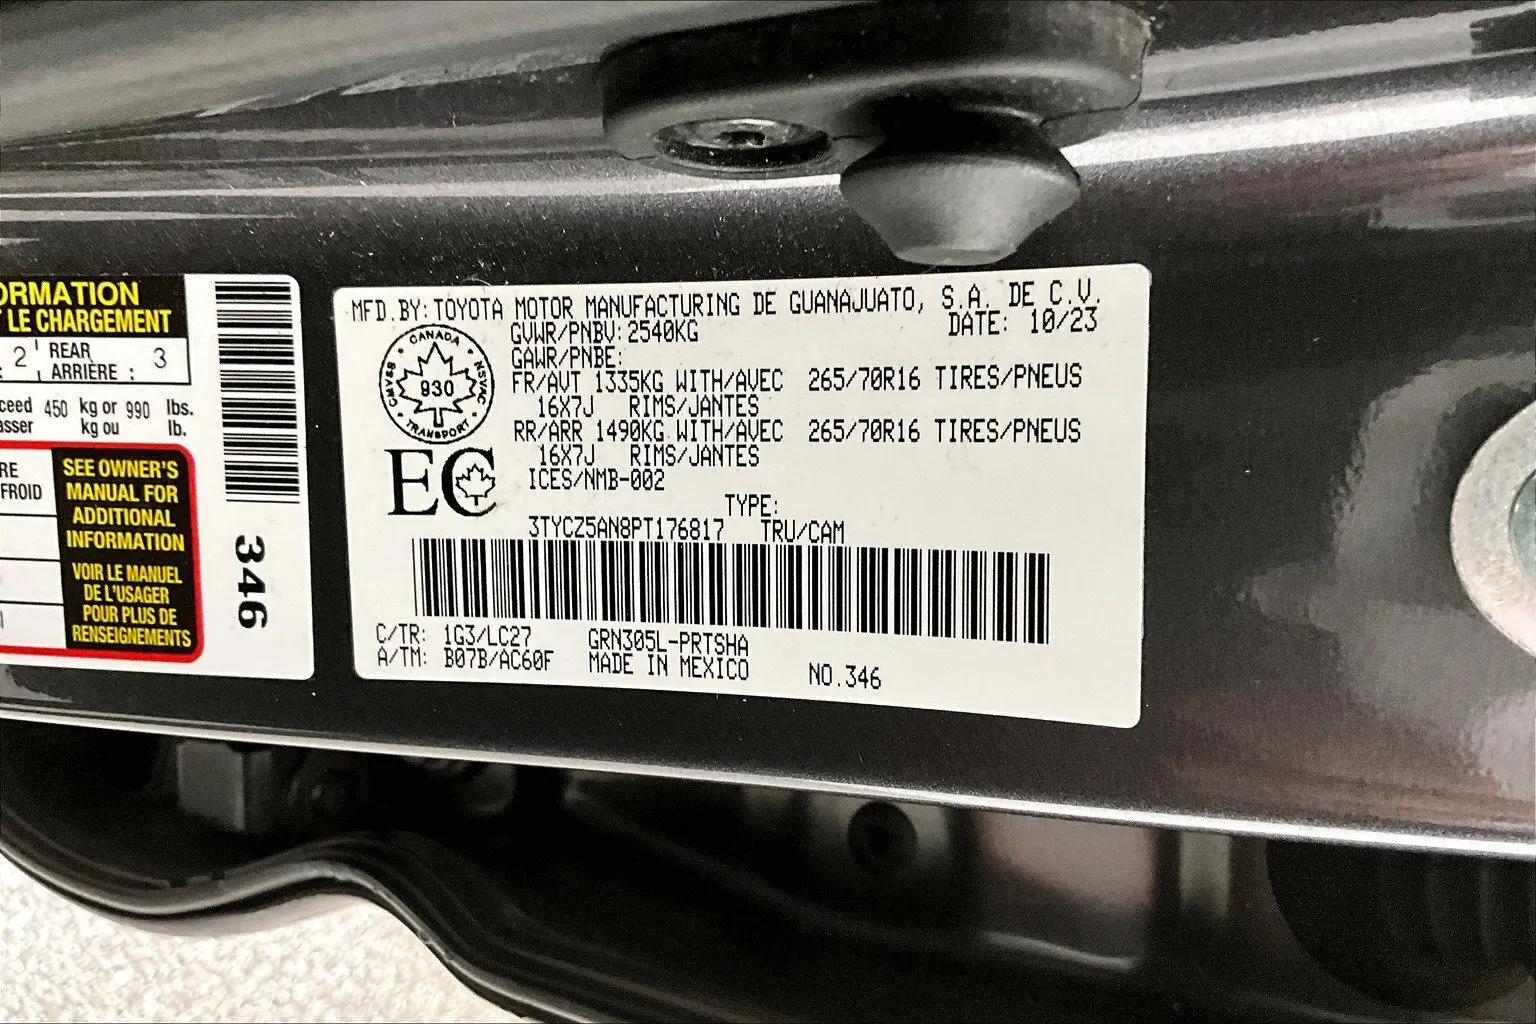 ORMATION
T LE CHARGEMENT
: 2 REAR ARRIÈRE : 3
ceed 450 kg or 990 lbs.
asser kg ou lb.
RE
FROID
SEE OWNER'S
MANUAL FOR
ADDITIONAL
INFORMATION
VOIR LE MANUEL
DE L'USAGER
POUR PLUS DE
RENSEIGNEMENTS
346
MFD.BY:TOYOTA MOTOR MANUFACTURING DE GUANAJUATO, S.A. DE C.V.
GVWR/PNBV:2540KG DATE: 10/23
GAWR/PNBE:
FR/AVT 1335KG WITH/AVEC 265/70R16 TIRES/PNEUS
16X7J RIMS/JANTES
RR/ARR 1490KG WITH/AVEC 265/70R16 TIRES/PNEUS
16X7J RIMS/JANTES
ICES/NMB-002
CANADA
CMVSS
NSVAC
930
TRANSPORT
EC
TYPE:
3TYCZ5AN8PT176817 TRU/CAM
C/TR: 1G3/LC27 GRN305L-PRTSHA
A/TM: B07B/AC60F MADE IN MEXICO NO.346